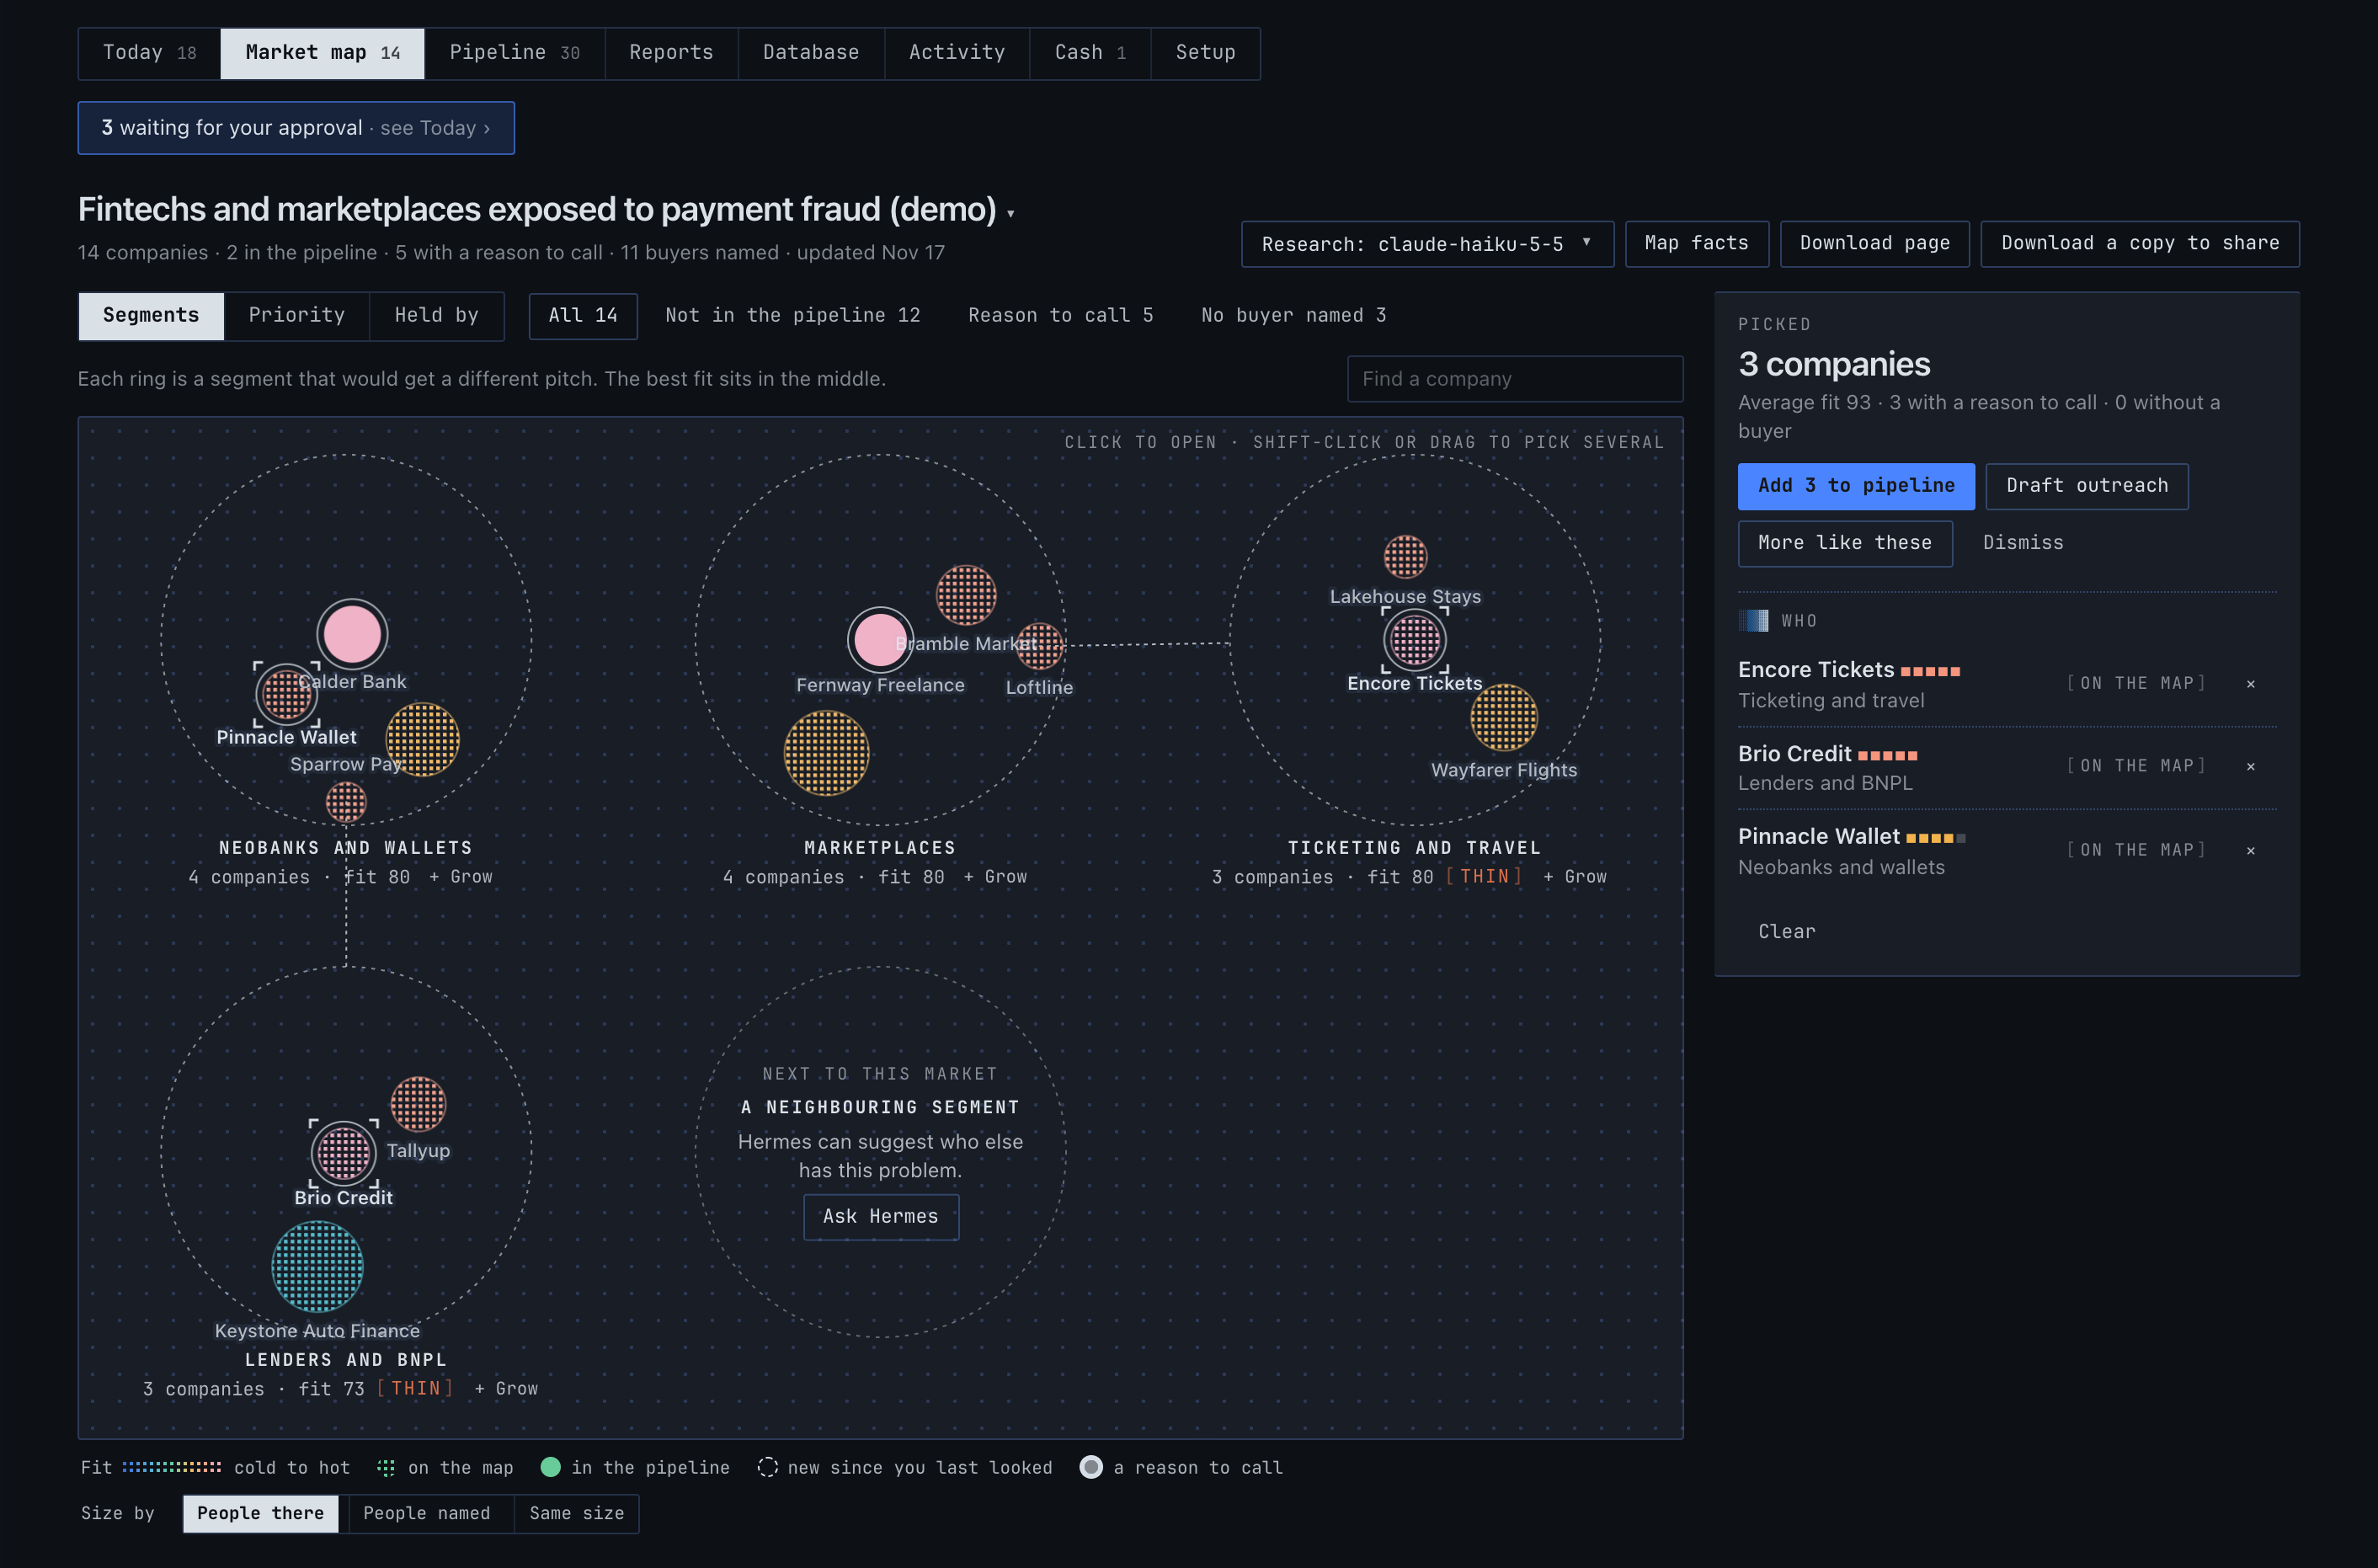 Today 18 Market map 14 Pipeline 30 Reports Database Activity Cash 1 Setup
3 waiting for your approval · see Today ›
Fintechs and marketplaces exposed to payment fraud (demo) ▾
14 companies · 2 in the pipeline · 5 with a reason to call · 11 buyers named · updated Nov 17
Research: claude-haiku-5-5 ▼ Map facts Download page Download a copy to share
Segments Priority Held by All 14 Not in the pipeline 12 Reason to call 5 No buyer named 3
Each ring is a segment that would get a different pitch. The best fit sits in the middle.
Find a company
CLICK TO OPEN · SHIFT-CLICK OR DRAG TO PICK SEVERAL
Calder Bank
Pinnacle Wallet
Sparrow Pay
NEOBANKS AND WALLETS
4 companies · fit 80 + Grow
Bramble Market
Fernway Freelance
Loftline
MARKETPLACES
4 companies · fit 80 + Grow
Lakehouse Stays
Encore Tickets
Wayfarer Flights
TICKETING AND TRAVEL
3 companies · fit 80 [THIN] + Grow
Tallyup
Brio Credit
Keystone Auto Finance
LENDERS AND BNPL
3 companies · fit 73 [THIN] + Grow
NEXT TO THIS MARKET
A NEIGHBOURING SEGMENT
Hermes can suggest who else
has this problem.
Ask Hermes
PICKED
3 companies
Average fit 93 · 3 with a reason to call · 0 without a
buyer
Add 3 to pipeline Draft outreach
More like these Dismiss
WHO
Encore Tickets
Ticketing and travel
[ON THE MAP] ×
Brio Credit
Lenders and BNPL
[ON THE MAP] ×
Pinnacle Wallet
Neobanks and wallets
[ON THE MAP] ×
Clear
Fit cold to hot on the map in the pipeline new since you last looked a reason to call
Size by People there People named Same size